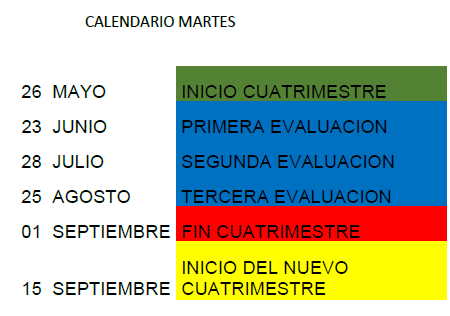 CALENDARIO MARTES
26 MAYO INICIO CUATRIMESTRE
23 JUNIO PRIMERA EVALUACION
28 JULIO SEGUNDA EVALUACION
25 AGOSTO TERCERA EVALUACION
01 SEPTIEMBRE FIN CUATRIMESTRE
INICIO DEL NUEVO
15 SEPTIEMBRE CUATRIMESTRE